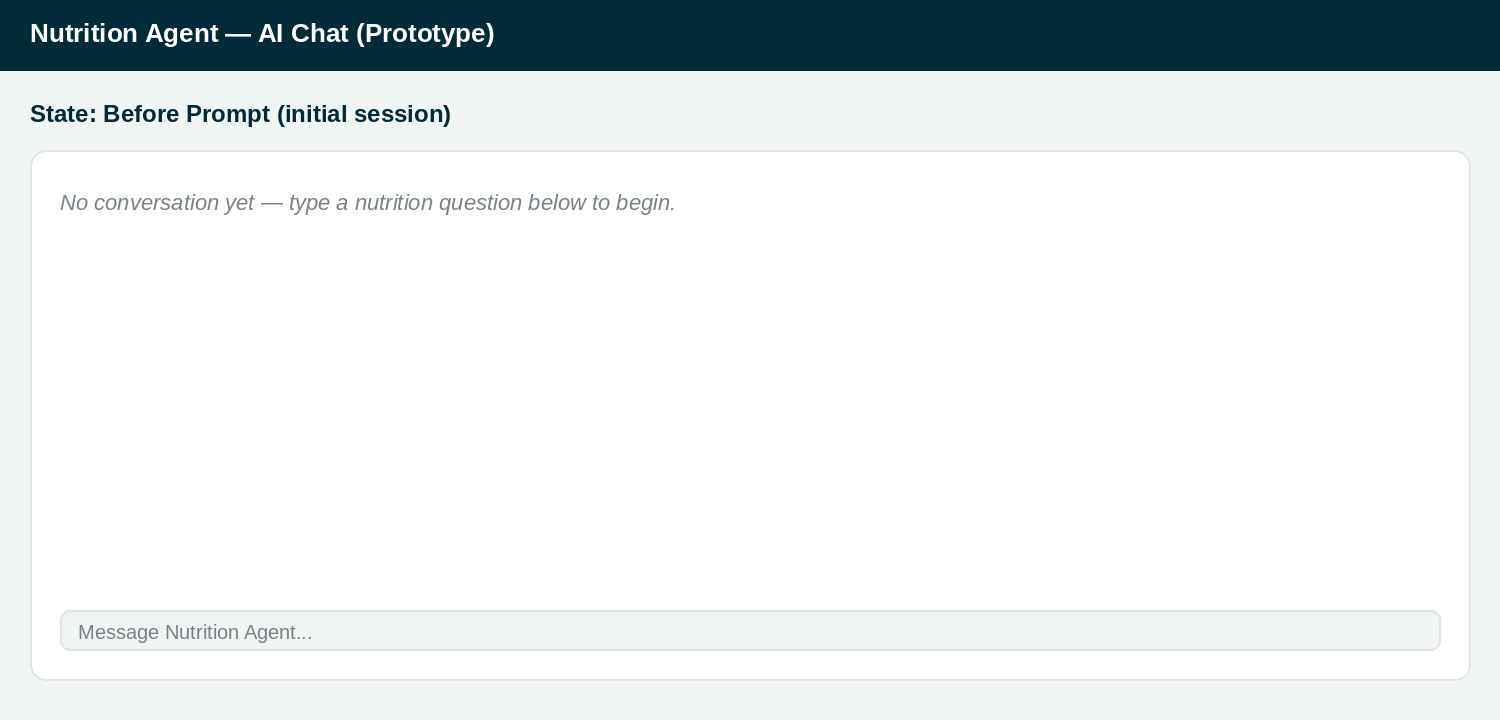 Nutrition Agent — AI Chat (Prototype)
State: Before Prompt (initial session)
No conversation yet — type a nutrition question below to begin.
Message Nutrition Agent...